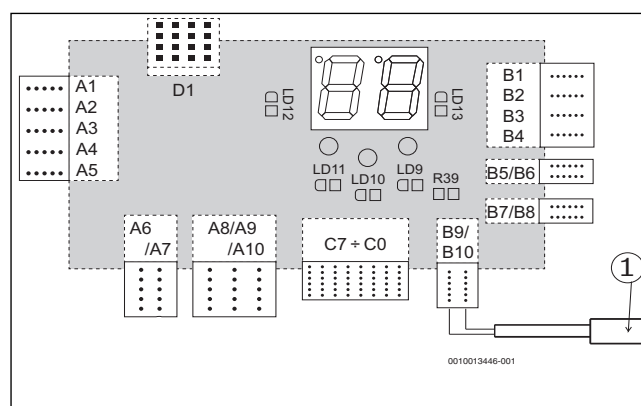 D1
A1
A2
A3
A4
A5
LD12
LD13
B1
B2
B3
B4
LD11
LD10
LD9
R39
B5/B6
B7/B8
A6
/A7
A8/A9
/A10
C7 ÷ C0
B9/
B10
1
0010013446-001